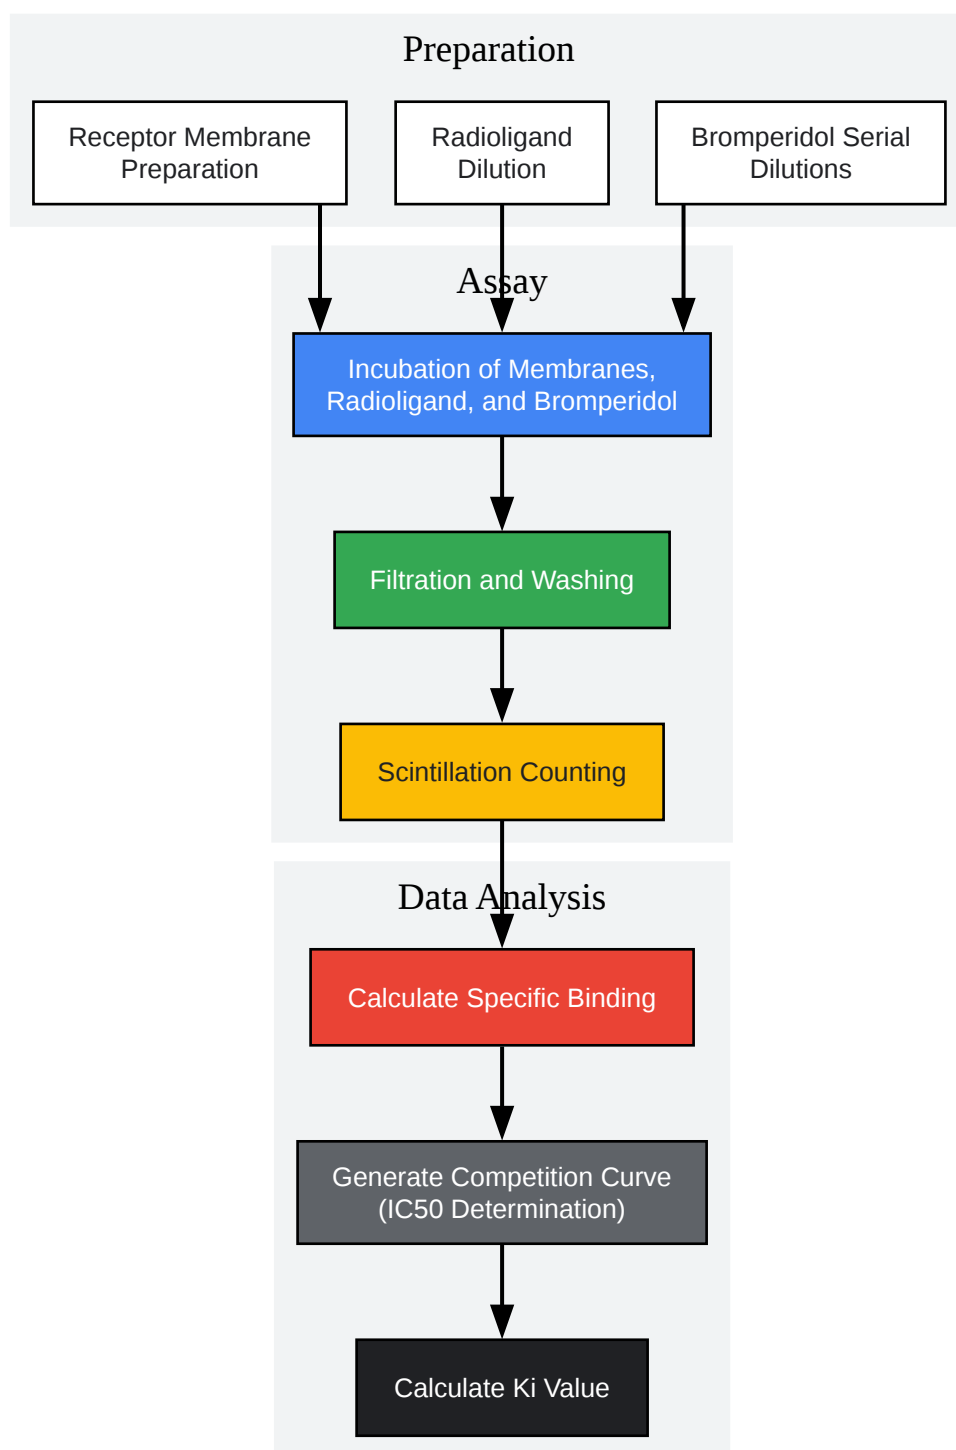 Preparation
Receptor Membrane
Preparation
Radioligand
Dilution
Bromperidol Serial
Dilutions
Assay
Incubation of Membranes,
Radioligand, and Bromperidol
Filtration and Washing
Scintillation Counting
Data Analysis
Calculate Specific Binding
Generate Competition Curve
(IC50 Determination)
Calculate Ki Value